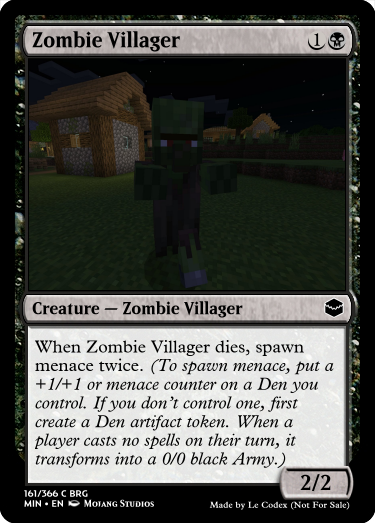 Zombie Villager 1
Creature — Zombie Villager
When Zombie Villager dies, spawn
menace twice. (To spawn menace, put a
+1/+1 or menace counter on a Den you
control. If you don't control one, first
create a Den artifact token. When a
player casts no spells on their turn, it
transforms into a 0/0 black Army.)
2/2
161/366 C BRG
MIN • EN Mojang Studios
Made by Le Codex (Not For Sale)